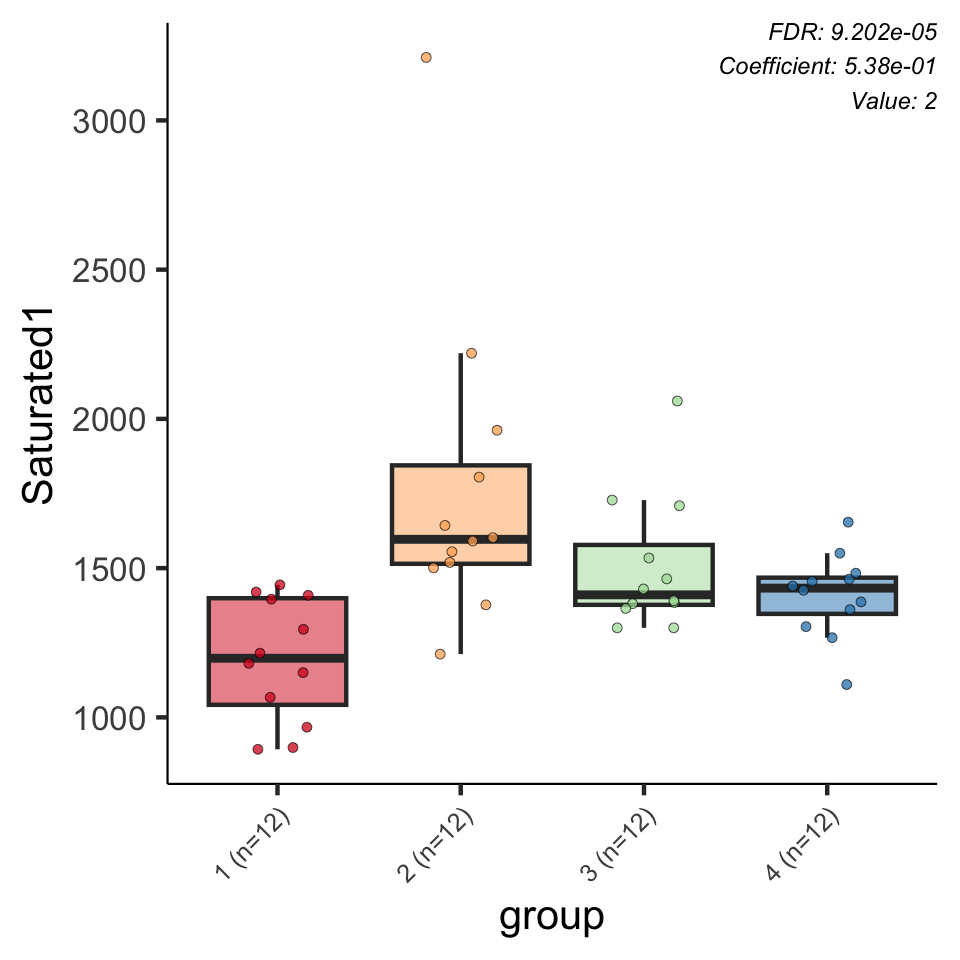 FDR: 9.202e-05
Coefficient: 5.38e-01
Value: 2
3000
2500
2000
1500
1000
Saturated1
1 (n=12)
2 (n=12)
3 (n=12)
4 (n=12)
group